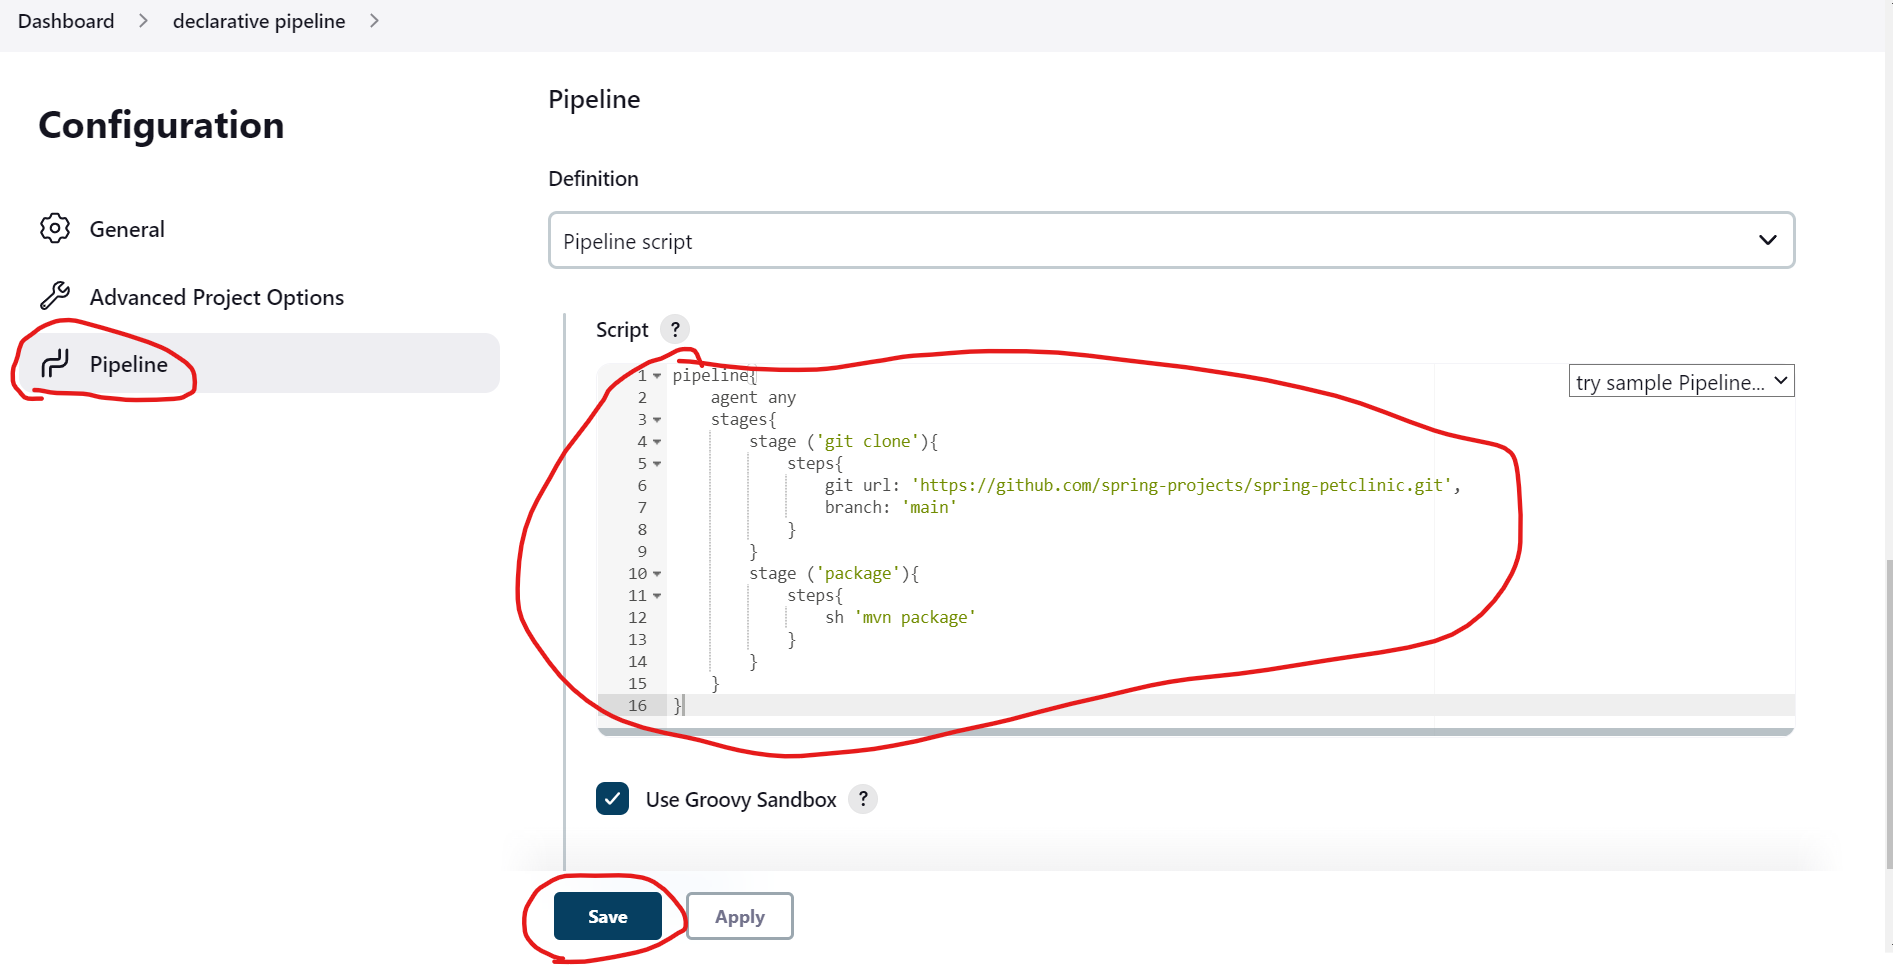 Dashboard > declarative pipeline >
Configuration
General
Advanced Project Options
Pipeline
Pipeline
Definition
Pipeline script
Script ?
try sample Pipeline...
1 pipeline{
2     agent any
3     stages{
4         stage ('git clone'){
5             steps{
6                 git url: 'https://github.com/spring-projects/spring-petclinic.git',
7                 branch: 'main'
8             }
9         }
10         stage ('package'){
11             steps{
12                 sh 'mvn package'
13             }
14         }
15     }
16 }
Use Groovy Sandbox ?
Save
Apply